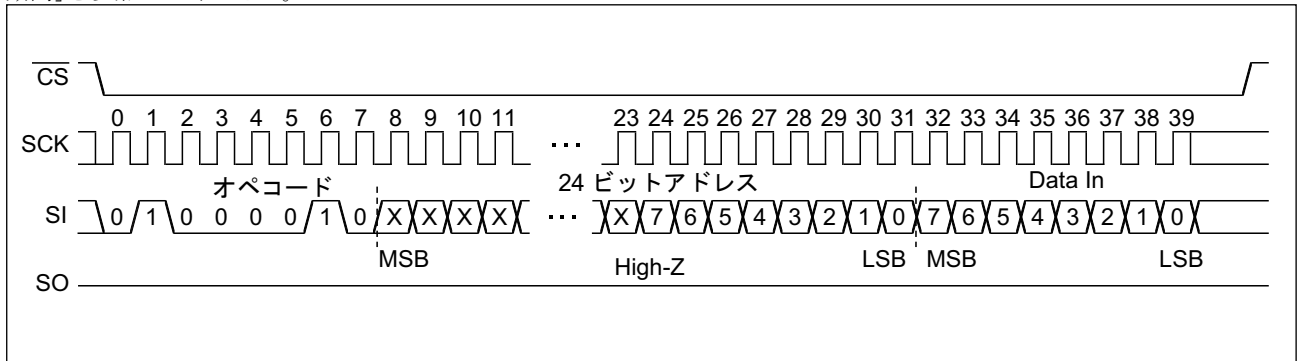 CS
0 1 2 3 4 5 6 7 8 9 10 11 23 24 25 26 27 28 29 30 31 32 33 34 35 36 37 38 39
SCK
...
オペコード 24 ビットアドレス Data In
SI 0 1 0 0 0 0 1 0 X X X X ... X 7 6 5 4 3 2 1 0 7 6 5 4 3 2 1 0
MSB High-Z LSB MSB LSB
SO